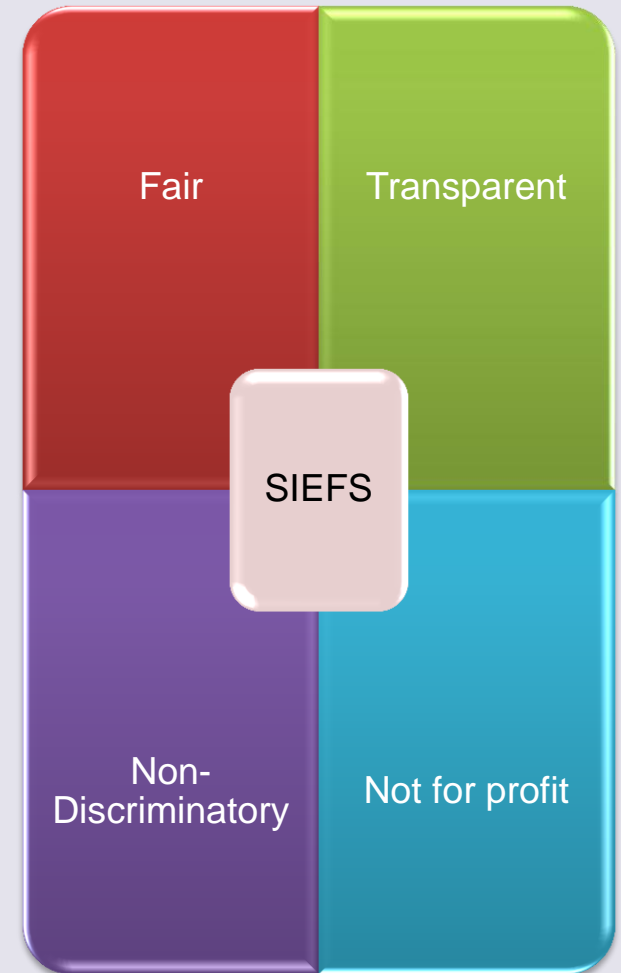 Fair
Transparent
SIEFS
Non-
Discriminatory
Not for profit